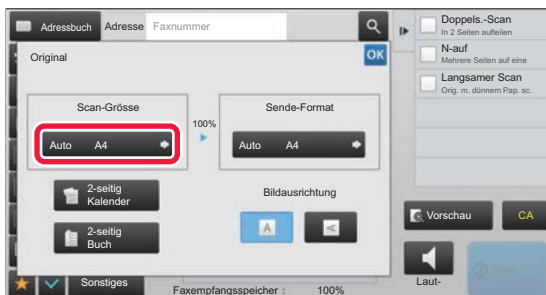 Adressbuch
Adresse
Faxnummer
Original
OK
Scan-Grösse
100%
Sende-Format
Auto A4
Auto A4
2-seitig
Kalender
Bildausrichtung
A
A
2-seitig
Buch
Sonstiges
Faxempfangsspeicher : 100%
Doppels.-Scan
In 2 Seiten aufteilen
N-auf
Mehrere Seiten auf eine
Langsamer Scan
Orig. m. dünnem Pap. sc.
Vorschau
CA
Laut-
Start